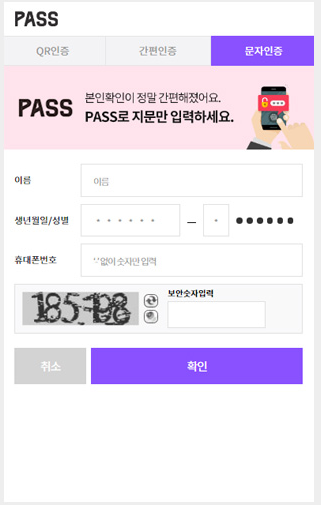 PASS
QR인증 간편인증 문자인증
PASS
본인확인이 정말 간편해졌어요.
PASS로 지문만 입력하세요.
이름 이름
생년월일/성별 • • • • • • – • ●●●●●●
휴대폰번호 '-'없이 숫자만 입력
보안숫자입력
취소 확인